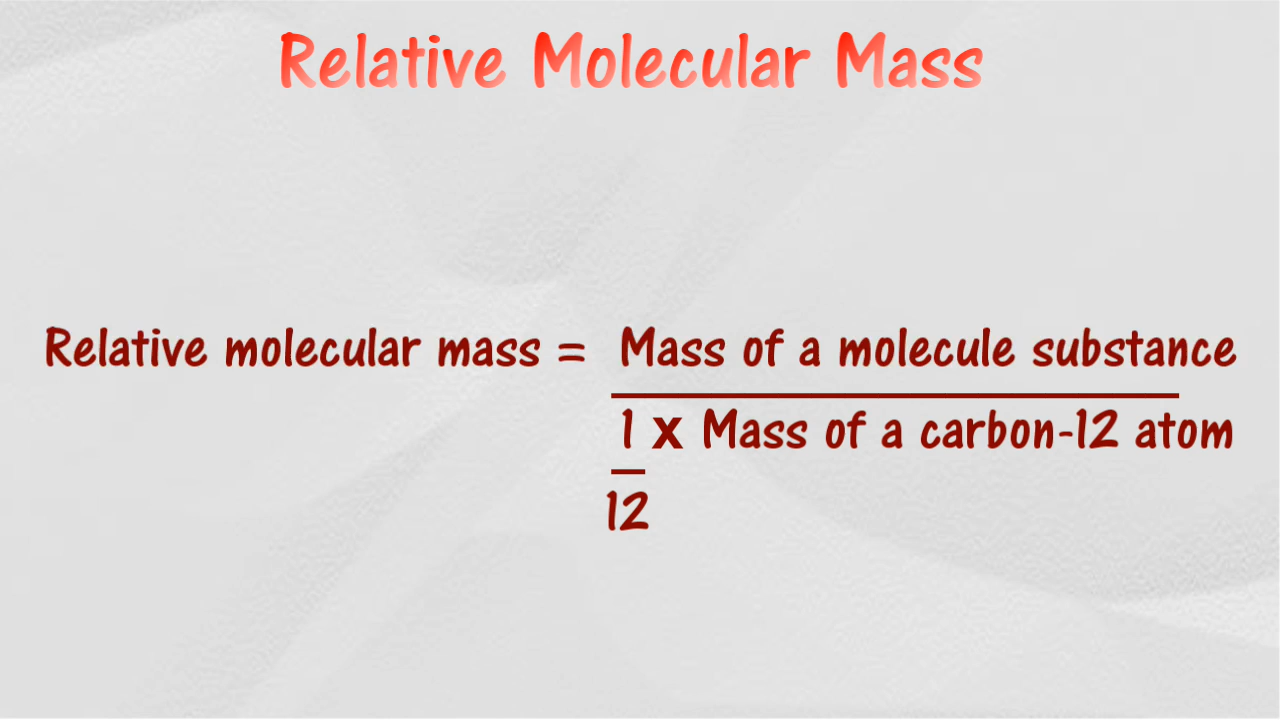 Relative Molecular Mass
Relative molecular mass = Mass of a molecule substance
1 x Mass of a carbon-12 atom
12